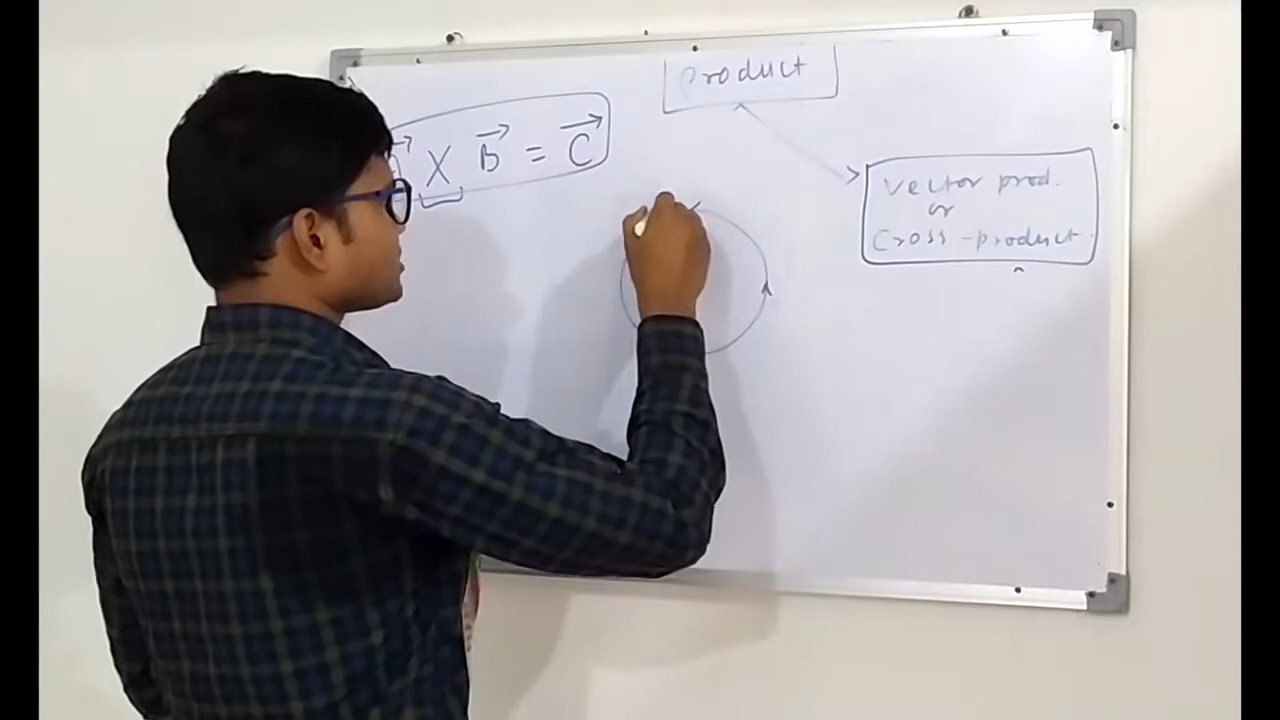 Product
A⃗ X B⃗ = C⃗
Vector prod.
or
Cross-product